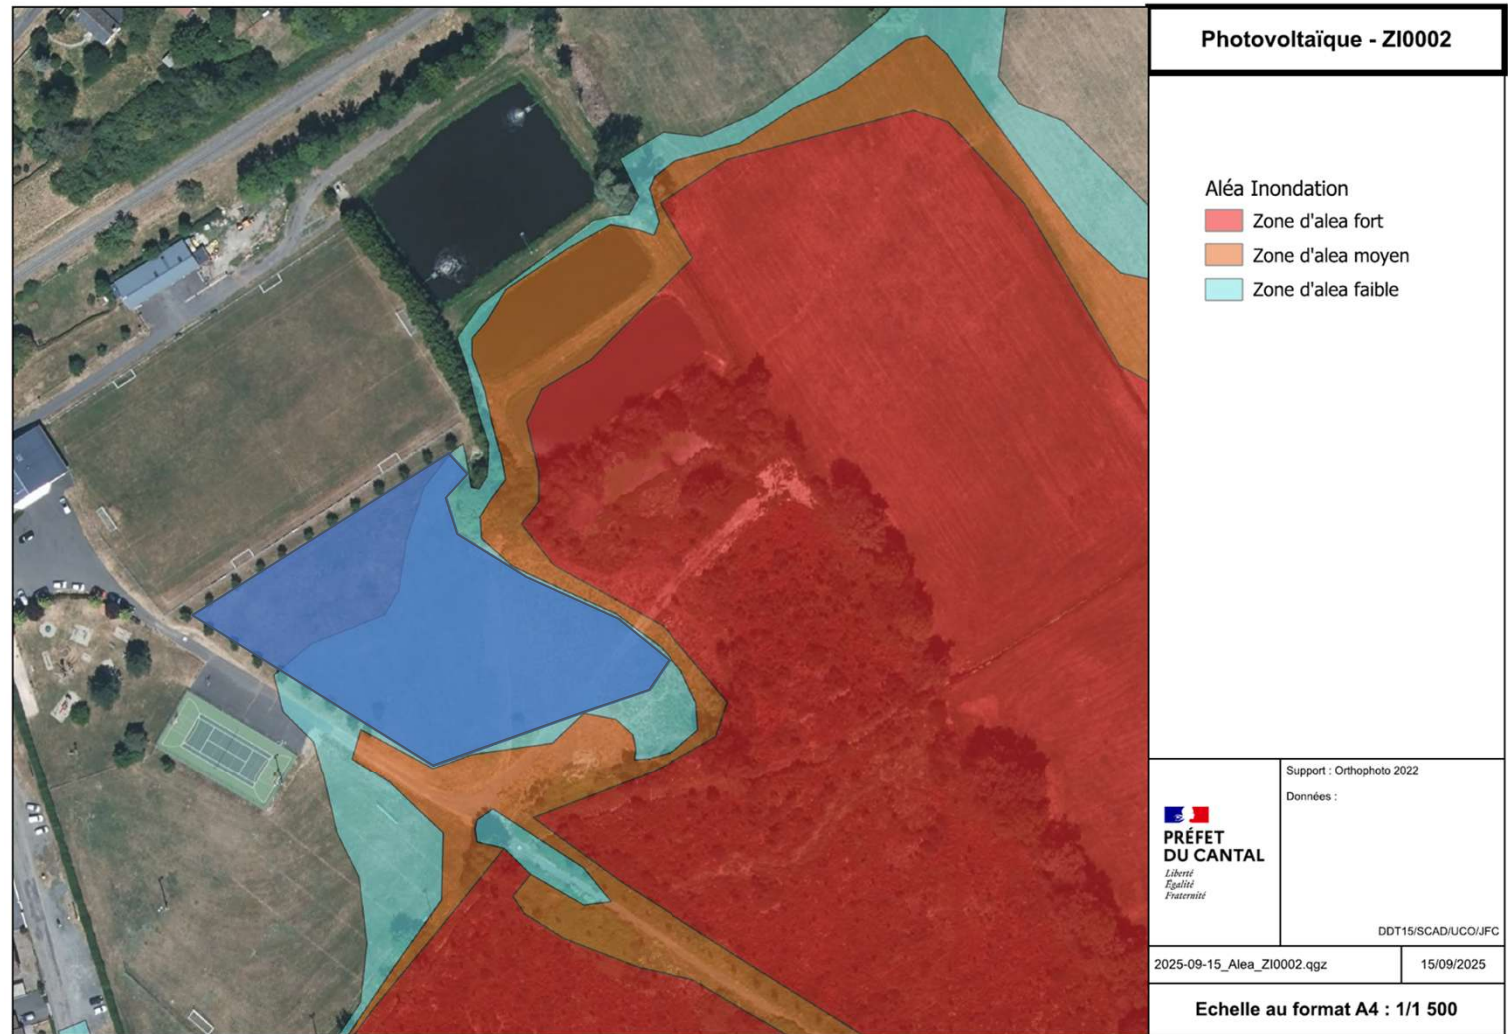 Photovoltaïque - ZI0002
Aléa Inondation
Zone d'alea fort
Zone d'alea moyen
Zone d'alea faible
Support : Orthophoto 2022
Données :
PRÉFET
DU CANTAL
Liberté
Égalité
Fraternité
DDT15/SCAD/UCO/JFC
2025-09-15_Alea_ZI0002.qgz
15/09/2025
Echelle au format A4 : 1/1 500